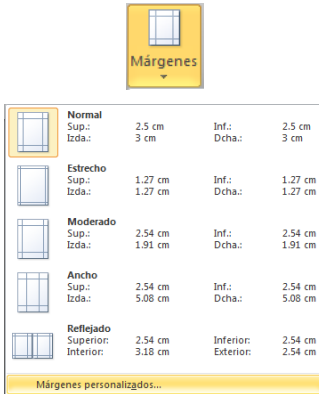 Márgenes
Normal
Sup.: 2.5 cm Inf.: 2.5 cm
Izda.: 3 cm Dcha.: 3 cm
Estrecho
Sup.: 1.27 cm Inf.: 1.27 cm
Izda.: 1.27 cm Dcha.: 1.27 cm
Moderado
Sup.: 2.54 cm Inf.: 2.54 cm
Izda.: 1.91 cm Dcha.: 1.91 cm
Ancho
Sup.: 2.54 cm Inf.: 2.54 cm
Izda.: 5.08 cm Dcha.: 5.08 cm
Reflejado
Superior: 2.54 cm Inferior: 2.54 cm
Interior: 3.18 cm Exterior: 2.54 cm
Márgenes personalizados...